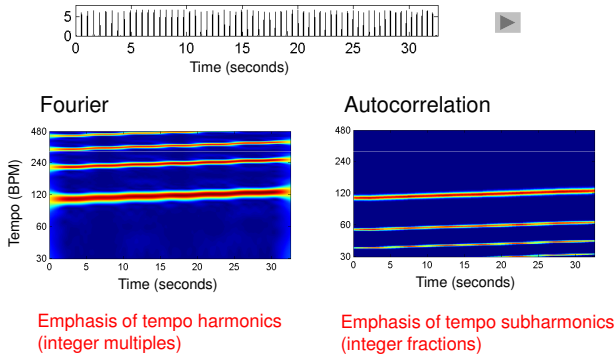 5
0
0 5 10 15 20 25 30
Time (seconds)
Fourier
Autocorrelation
Tempo (BPM)
480
240
120
60
30
0 5 10 15 20 25 30
Time (seconds)
480
240
120
60
30
0 5 10 15 20 25 30
Time (seconds)
Emphasis of tempo harmonics
(integer multiples)
Emphasis of tempo subharmonics
(integer fractions)